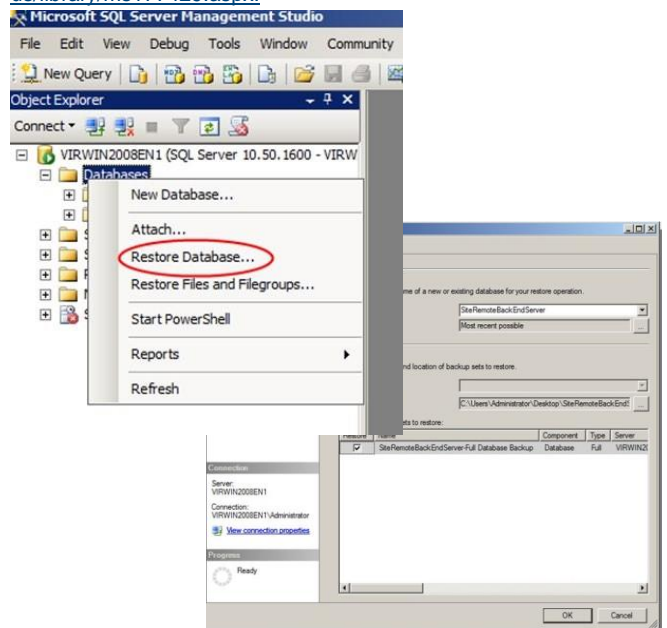 Microsoft SQL Server Management Studio
File Edit View Debug Tools Window Community
New Query
Object Explorer
Connect
VIRWIN2008EN1 (SQL Server 10.50.1600 - VIRW
Databases
New Database...
Attach...
Restore Database...
Restore Files and Filegroups...
Start PowerShell
Reports
Refresh
me of a new or existing database for your restore operation.
SiteRemoteBackEndServer
Most recent possible
...
nd location of backup sets to restore.
C:\Users\Administrator\Desktop\SiteRemoteBackEndS
...
ets to restore:
Restore Name Component Type Server
SiteRemoteBackEndServer-Full Database Backup Database Full VIRWIN20
Connection
Server:
VIRWIN2008EN1
Connection:
VIRWIN2008EN1\Administrator
View connection properties
Progress
Ready
OK Cancel